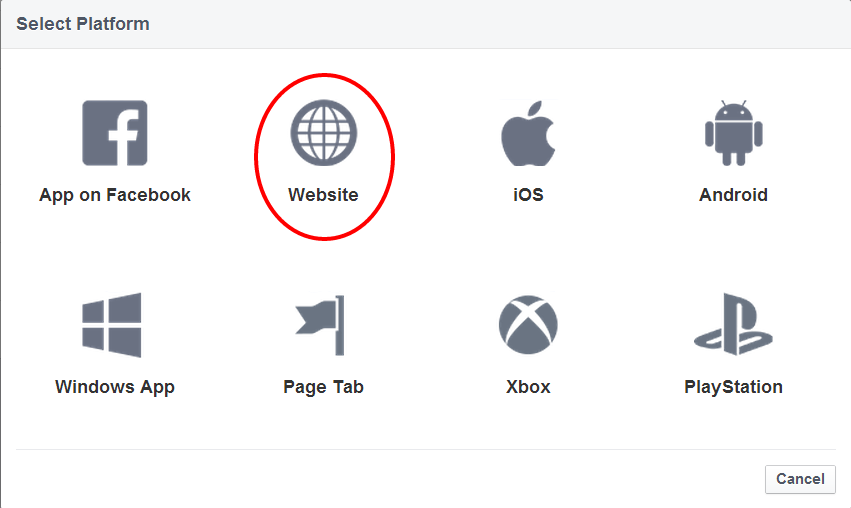 Select Platform
App on Facebook
Website
iOS
Android
Windows App
Page Tab
Xbox
PlayStation
Cancel